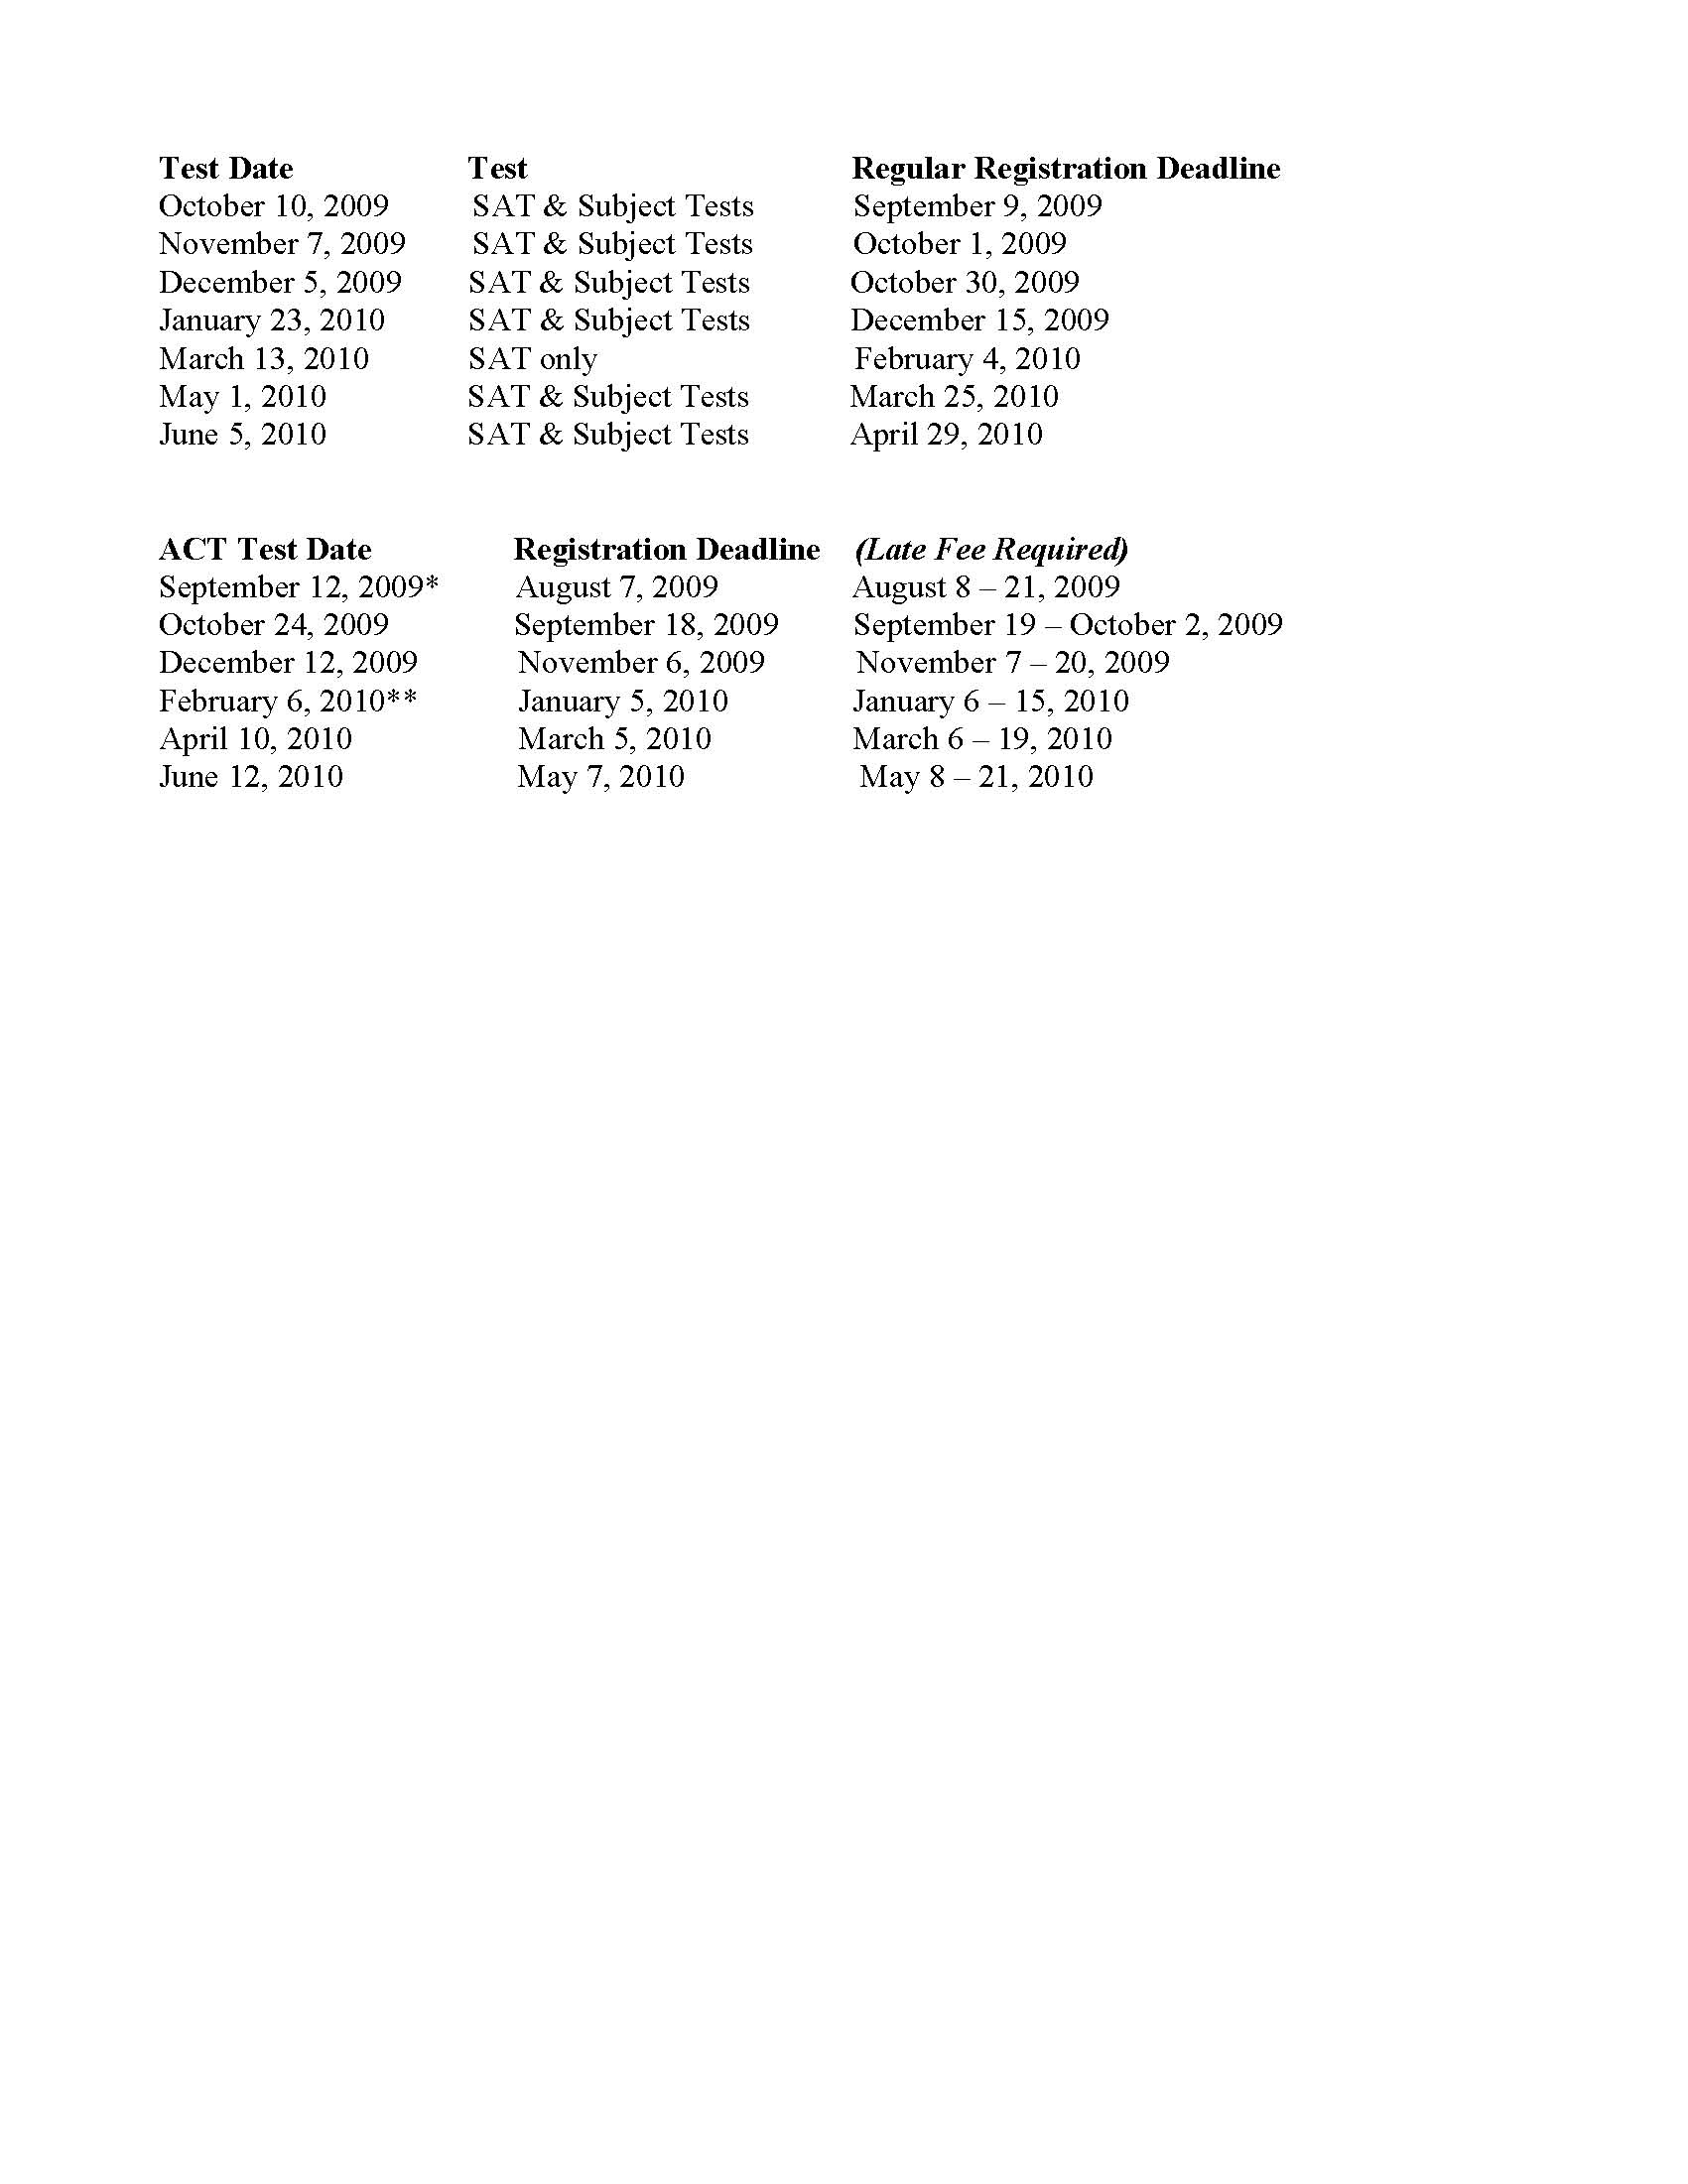 Test Date Test Regular Registration Deadline
October 10, 2009 SAT & Subject Tests September 9, 2009
November 7, 2009 SAT & Subject Tests October 1, 2009
December 5, 2009 SAT & Subject Tests October 30, 2009
January 23, 2010 SAT & Subject Tests December 15, 2009
March 13, 2010 SAT only February 4, 2010
May 1, 2010 SAT & Subject Tests March 25, 2010
June 5, 2010 SAT & Subject Tests April 29, 2010
ACT Test Date Registration Deadline (Late Fee Required)
September 12, 2009* August 7, 2009 August 8 – 21, 2009
October 24, 2009 September 18, 2009 September 19 – October 2, 2009
December 12, 2009 November 6, 2009 November 7 – 20, 2009
February 6, 2010** January 5, 2010 January 6 – 15, 2010
April 10, 2010 March 5, 2010 March 6 – 19, 2010
June 12, 2010 May 7, 2010 May 8 – 21, 2010